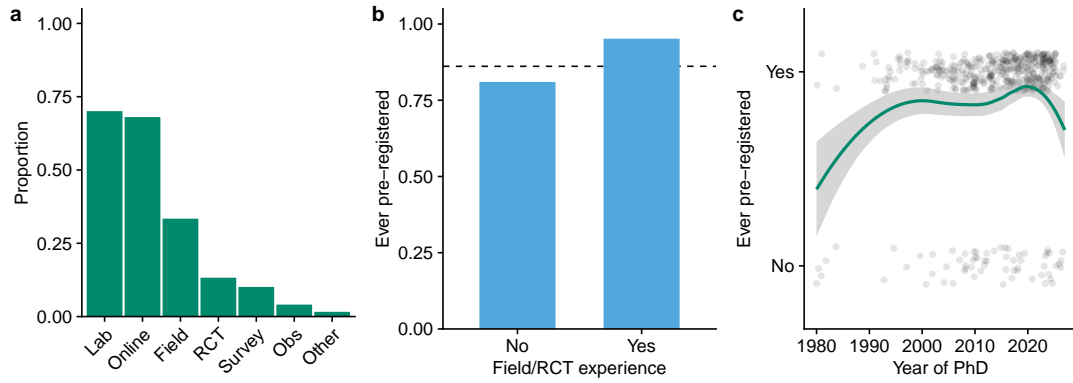 a
1.00
0.75
0.50
0.25
0.00
Proportion
Lab
Online
Field
RCT
Survey
Obs
Other
b
1.00
0.75
0.50
0.25
0.00
Ever pre−registered
No
Yes
Field/RCT experience
c
Yes
No
Ever pre−registered
1980
1990
2000
2010
2020
Year of PhD